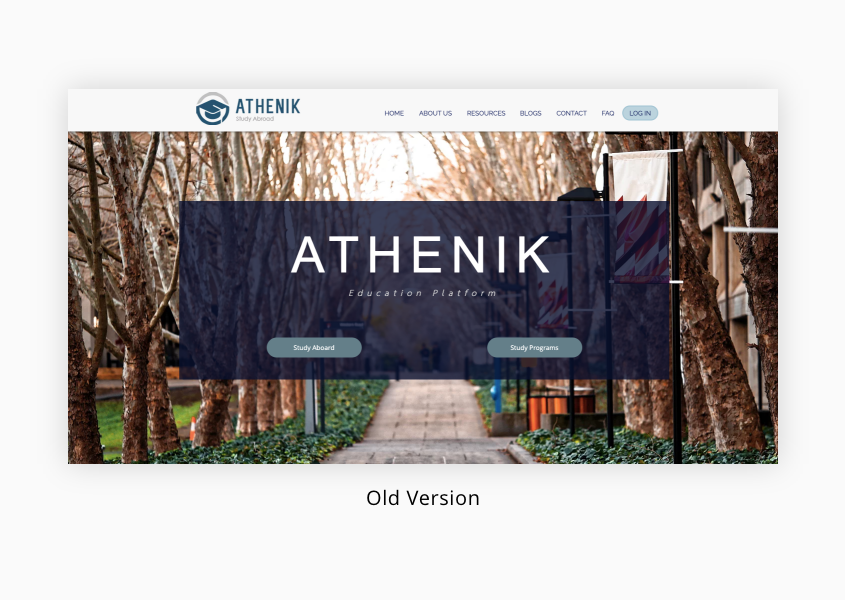 ATHENIK
Study Abroad
HOME ABOUT US RESOURCES BLOGS CONTACT FAQ LOG IN
ATHENIK
Education Platform
Study Aboard Study Programs
Old Version